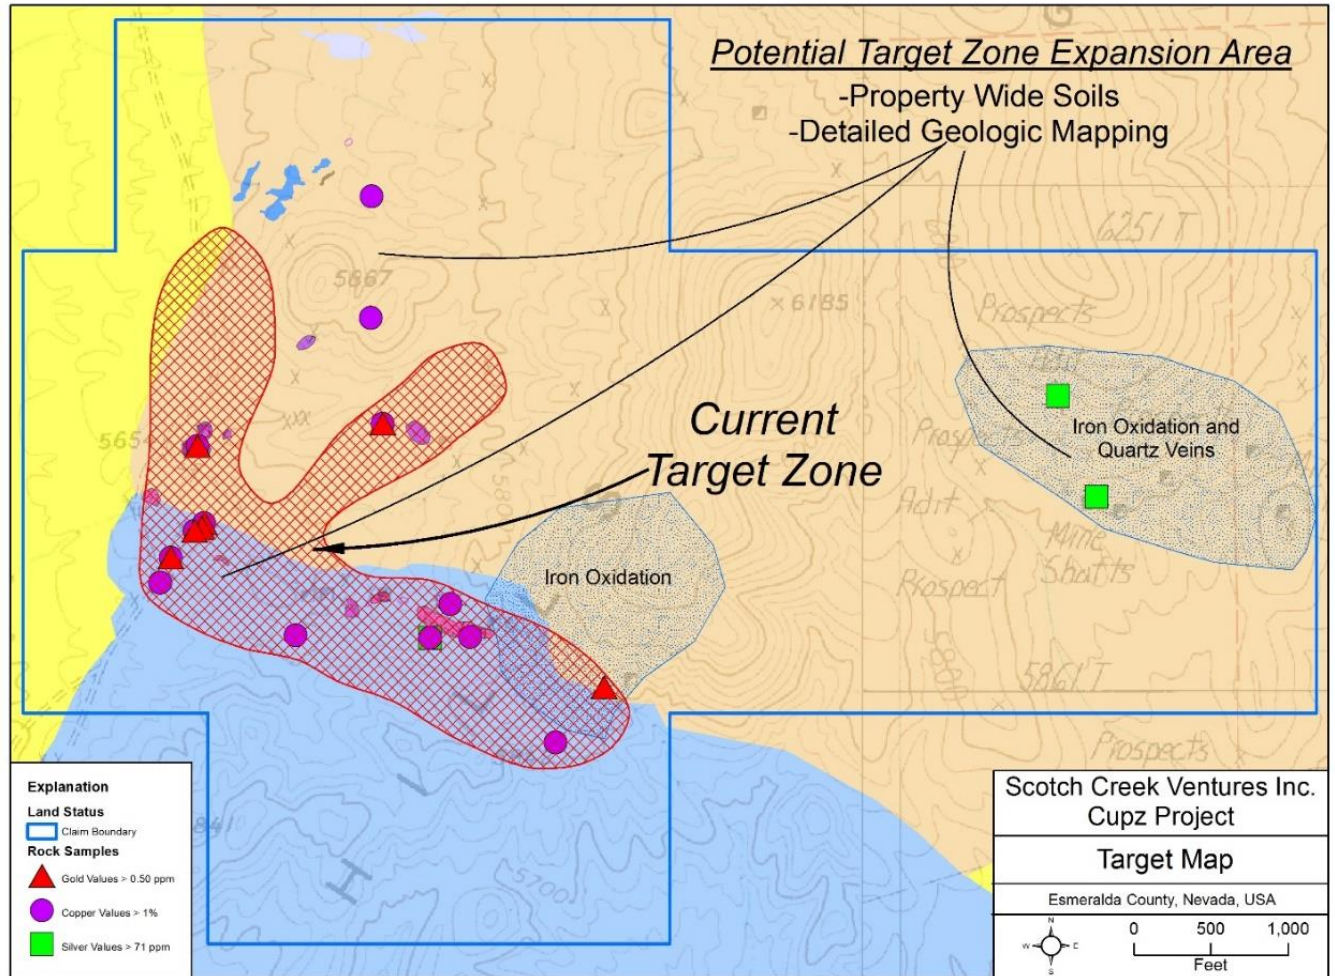 Potential Target Zone Expansion Area
-Property Wide Soils
-Detailed Geologic Mapping
6251 T
5667
× 6185
Prospects
Current
Target Zone
Prospects
Iron Oxidation and
Quartz Veins
Adit
Mine
Shafts
Iron Oxidation
Prospect
5861 T
Prospects
5700
Explanation
Land Status
Claim Boundary
Rock Samples
Gold Values > 0.50 ppm
Copper Values > 1%
Silver Values > 71 ppm
Scotch Creek Ventures Inc.
Cupz Project
Target Map
Esmeralda County, Nevada, USA
N
W E
S
0 500 1,000
Feet